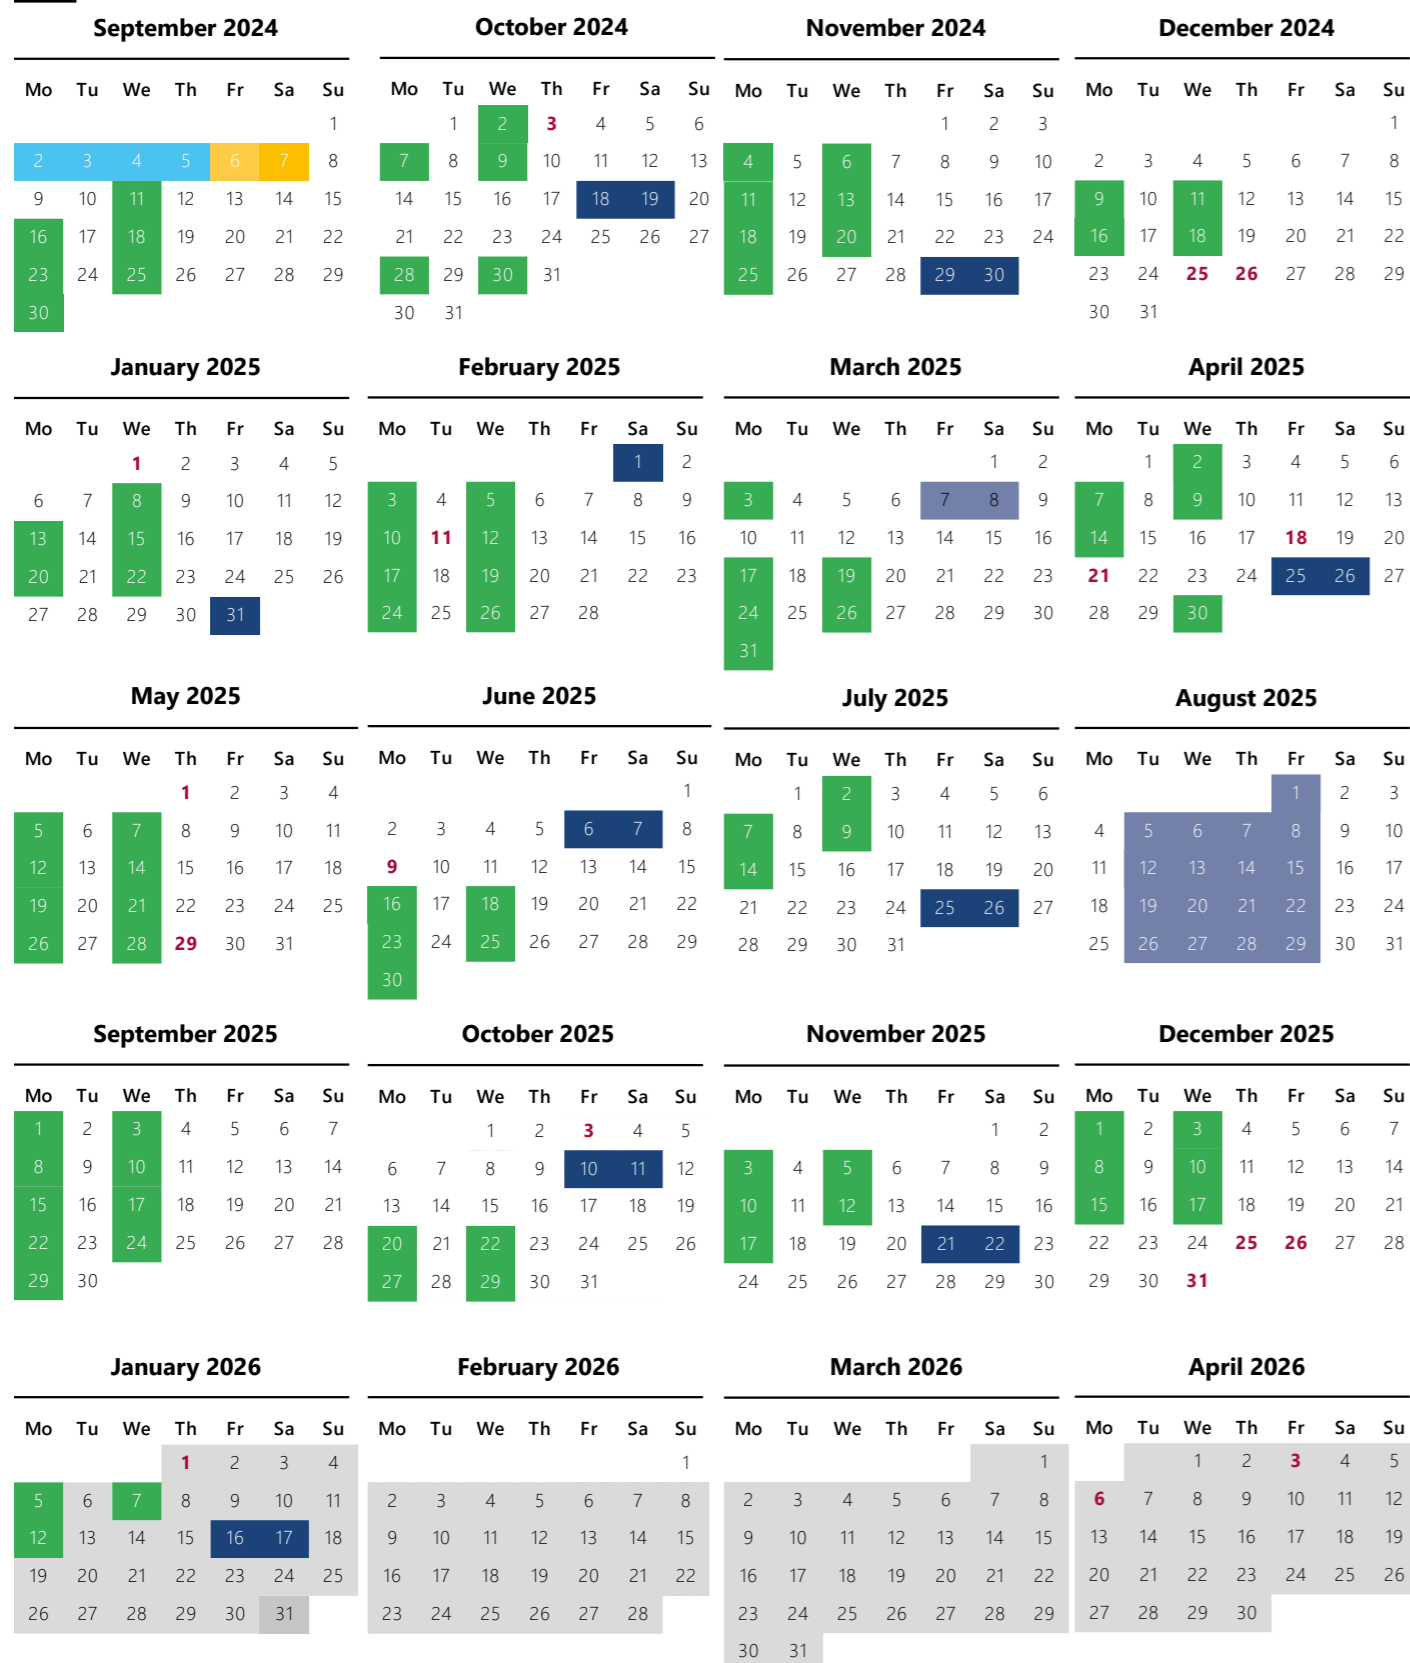 September 2024
Mo Tu We Th Fr Sa Su
1
2 3 4 5 6 7 8
9 10 11 12 13 14 15
16 17 18 19 20 21 22
23 24 25 26 27 28 29
30
October 2024
Mo Tu We Th Fr Sa Su
1 2 3 4 5 6
7 8 9 10 11 12 13
14 15 16 17 18 19 20
21 22 23 24 25 26 27
28 29 30 31
November 2024
Mo Tu We Th Fr Sa Su
1 2 3
4 5 6 7 8 9 10
11 12 13 14 15 16 17
18 19 20 21 22 23 24
25 26 27 28 29 30
December 2024
Mo Tu We Th Fr Sa Su
1
2 3 4 5 6 7 8
9 10 11 12 13 14 15
16 17 18 19 20 21 22
23 24 25 26 27 28 29
30 31
30 31
January 2025
Mo Tu We Th Fr Sa Su
1 2 3 4 5
6 7 8 9 10 11 12
13 14 15 16 17 18 19
20 21 22 23 24 25 26
27 28 29 30 31
February 2025
Mo Tu We Th Fr Sa Su
1 2
3 4 5 6 7 8 9
10 11 12 13 14 15 16
17 18 19 20 21 22 23
24 25 26 27 28
March 2025
Mo Tu We Th Fr Sa Su
1 2
3 4 5 6 7 8 9
10 11 12 13 14 15 16
17 18 19 20 21 22 23
24 25 26 27 28 29 30
31
April 2025
Mo Tu We Th Fr Sa Su
1 2 3 4 5 6
7 8 9 10 11 12 13
14 15 16 17 18 19 20
21 22 23 24 25 26 27
28 29 30
May 2025
Mo Tu We Th Fr Sa Su
1 2 3 4
5 6 7 8 9 10 11
12 13 14 15 16 17 18
19 20 21 22 23 24 25
26 27 28 29 30 31
June 2025
Mo Tu We Th Fr Sa Su
1
2 3 4 5 6 7 8
9 10 11 12 13 14 15
16 17 18 19 20 21 22
23 24 25 26 27 28 29
30
July 2025
Mo Tu We Th Fr Sa Su
1 2 3 4 5 6
7 8 9 10 11 12 13
14 15 16 17 18 19 20
21 22 23 24 25 26 27
28 29 30 31
August 2025
Mo Tu We Th Fr Sa Su
1 2 3
4 5 6 7 8 9 10
11 12 13 14 15 16 17
18 19 20 21 22 23 24
25 26 27 28 29 30 31
September 2025
Mo Tu We Th Fr Sa Su
1 2 3 4 5 6 7
8 9 10 11 12 13 14
15 16 17 18 19 20 21
22 23 24 25 26 27 28
29 30
October 2025
Mo Tu We Th Fr Sa Su
1 2 3 4 5
6 7 8 9 10 11 12
13 14 15 16 17 18 19
20 21 22 23 24 25 26
27 28 29 30 31
November 2025
Mo Tu We Th Fr Sa Su
1 2
3 4 5 6 7 8 9
10 11 12 13 14 15 16
17 18 19 20 21 22 23
24 25 26 27 28 29 30
December 2025
Mo Tu We Th Fr Sa Su
1 2 3 4 5 6 7
8 9 10 11 12 13 14
15 16 17 18 19 20 21
22 23 24 25 26 27 28
29 30 31
January 2026
Mo Tu We Th Fr Sa Su
1 2 3 4
5 6 7 8 9 10 11
12 13 14 15 16 17 18
19 20 21 22 23 24 25
26 27 28 29 30 31
February 2026
Mo Tu We Th Fr Sa Su
1
2 3 4 5 6 7 8
9 10 11 12 13 14 15
16 17 18 19 20 21 22
23 24 25 26 27 28
March 2026
Mo Tu We Th Fr Sa Su
1
2 3 4 5 6 7 8
9 10 11 12 13 14 15
16 17 18 19 20 21 22
23 24 25 26 27 28 29
30 31
April 2026
Mo Tu We Th Fr Sa Su
1 2 3 4 5
6 7 8 9 10 11 12
13 14 15 16 17 18 19
20 21 22 23 24 25 26
27 28 29 30